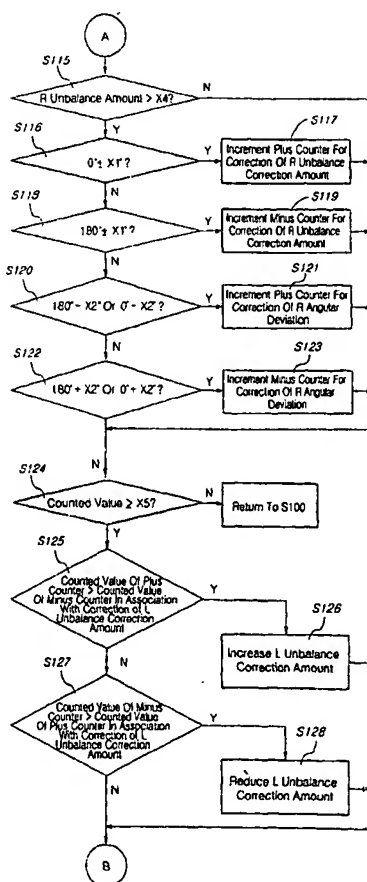 A
S115
R Unbalance Amount > X4?
N
Y
S116
0°± X1°?
Y
S117
Increment Plus Counter For
Correction Of R Unbalance
Correction Amount
N
S118
180°± X1°?
Y
S119
Increment Minus Counter For
Correction Of R Unbalance
Correction Amount
N
S120
180° - X2° Or 0° - X2°?
Y
S121
Increment Plus Counter For
Correction Of R Angular
Deviation
N
S122
180° + X2° Or 0° + X2°?
Y
S123
Increment Minus Counter For
Correction Of R Angular
Deviation
N
S124
Counted Value ≥ X5?
N
Return To S100
Y
S125
Counted Value Of Plus
Counter > Counted Value
Of Minus Counter In Association
With Correction of L
Unbalance Correction
Amount
Y
S126
Increase L Unbalance
Correction Amount
N
S127
Counted Value Of Minus
Counter > Counted Value
Of Plus Counter In Association
With Correction of L
Unbalance Correction
Amount
Y
S128
Reduce L Unbalance
Correction Amount
N
B